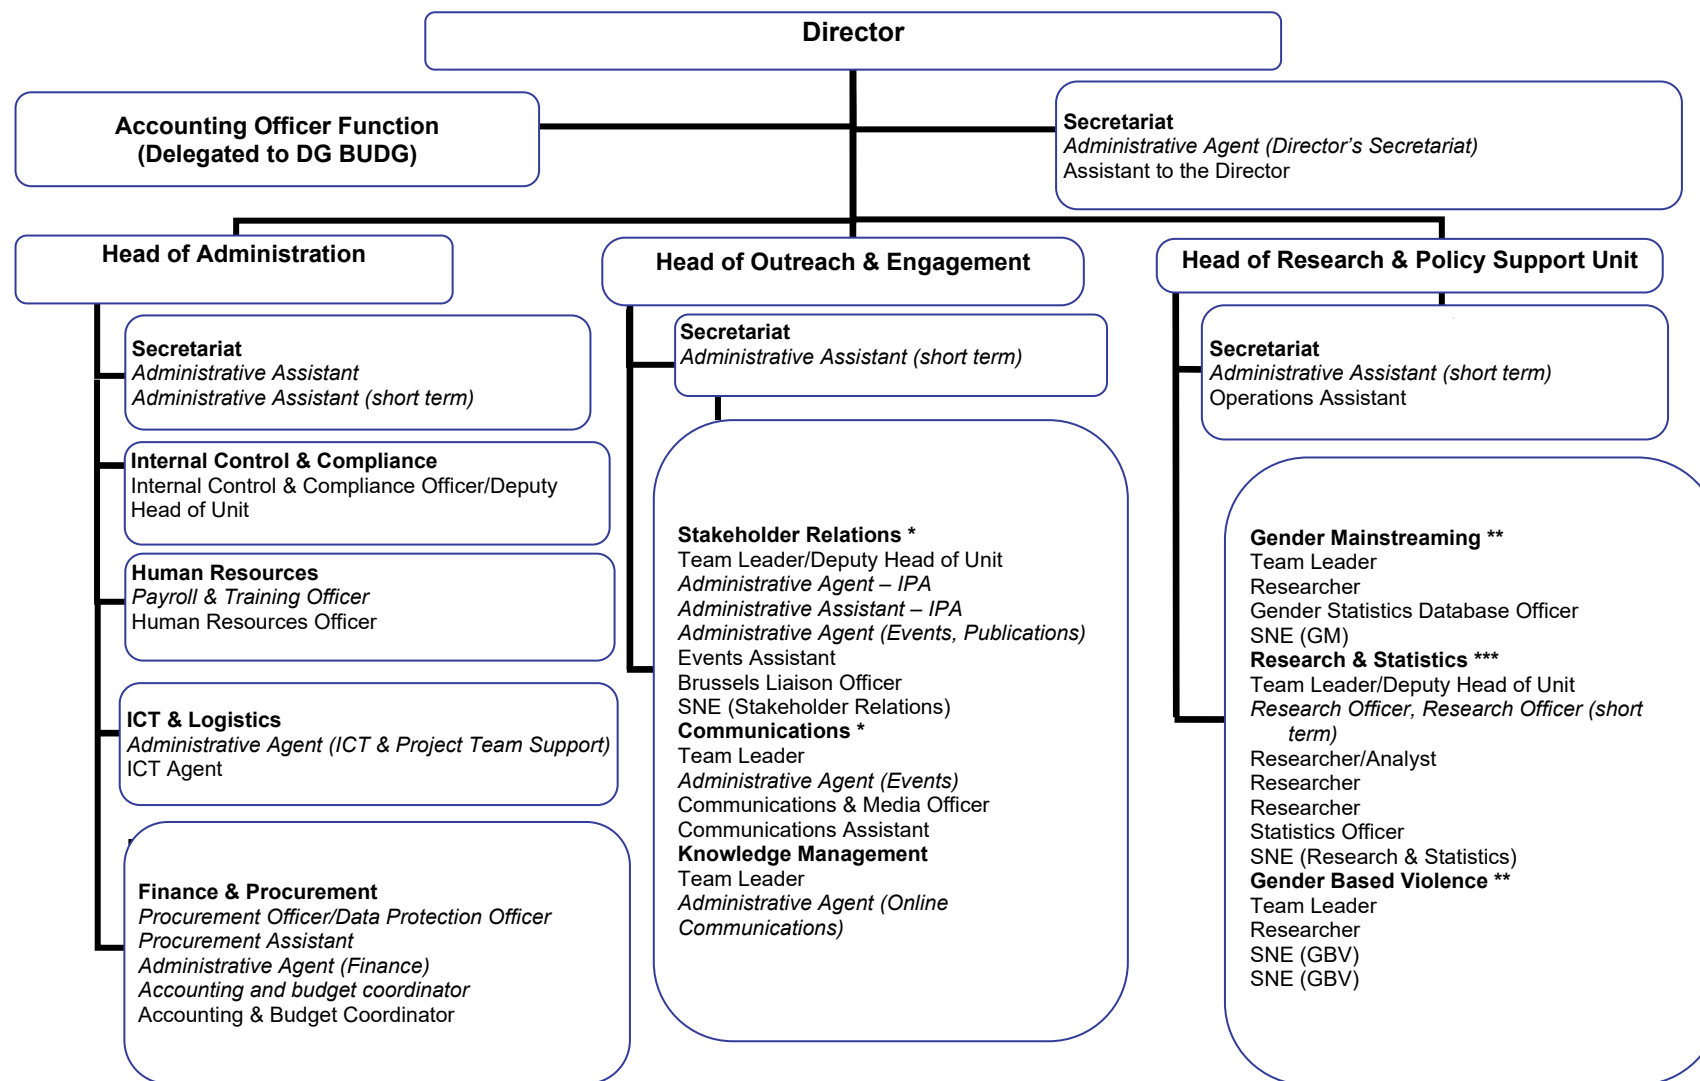 Director
Accounting Officer Function
(Delegated to DG BUDG)
Secretariat
Administrative Agent (Director's Secretariat)
Assistant to the Director
Head of Administration
Secretariat
Administrative Assistant
Administrative Assistant (short term)
Internal Control & Compliance
Internal Control & Compliance Officer/Deputy
Head of Unit
Human Resources
Payroll & Training Officer
Human Resources Officer
ICT & Logistics
Administrative Agent (ICT & Project Team Support)
ICT Agent
Finance & Procurement
Procurement Officer/Data Protection Officer
Procurement Assistant
Administrative Agent (Finance)
Accounting and budget coordinator
Accounting & Budget Coordinator
Head of Outreach & Engagement
Secretariat
Administrative Assistant (short term)
Stakeholder Relations *
Team Leader/Deputy Head of Unit
Administrative Agent – IPA
Administrative Assistant – IPA
Administrative Agent (Events, Publications)
Events Assistant
Brussels Liaison Officer
SNE (Stakeholder Relations)
Communications *
Team Leader
Administrative Agent (Events)
Communications & Media Officer
Communications Assistant
Knowledge Management
Team Leader
Administrative Agent (Online
Communications)
Head of Research & Policy Support Unit
Secretariat
Administrative Assistant (short term)
Operations Assistant
Gender Mainstreaming **
Team Leader
Researcher
Gender Statistics Database Officer
SNE (GM)
Research & Statistics ***
Team Leader/Deputy Head of Unit
Research Officer, Research Officer (short
term)
Researcher/Analyst
Researcher
Researcher
Statistics Officer
SNE (Research & Statistics)
Gender Based Violence **
Team Leader
Researcher
SNE (GBV)
SNE (GBV)